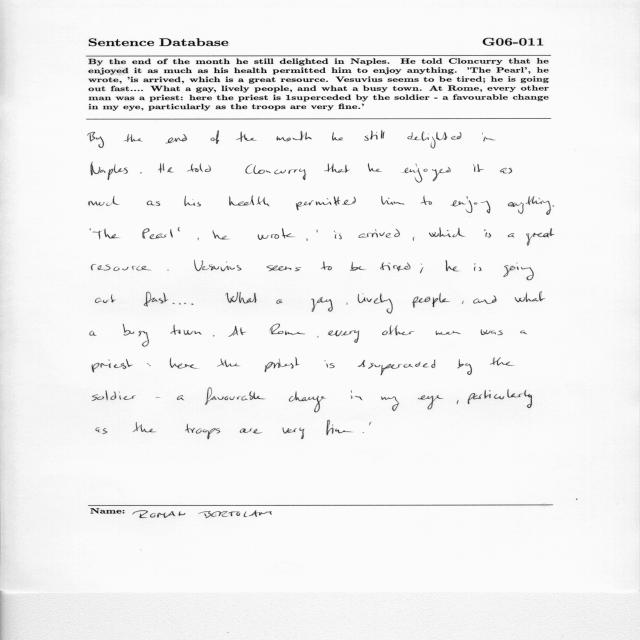 Sentence Database G06-011
By the end of the month he still delighted in Naples. He told Cloncurry that he
enjoyed it as much as his health permitted him to enjoy anything. 'The Pearl', he
wrote, 'is arrived, which is a great resource. Vesuvius seems to be tired; he is going
out fast.... What a gay, lively people, and what a busy town. At Rome, every other
man was a priest: here the priest is 1superceded by the soldier - a favourable change
in my eye, particularly as the troops are very fine.'
By the end of the month he still delighted in
Naples. He told Cloncurry that he enjoyed it as
much as his health permitted him to enjoy anything.
'The Pearl', he wrote, 'is arrived, which is a great
resource. Vesuvius seems to be tired; he is going
out fast.... What a gay, lively people, and what
a busy town. At Rome, every other man was a
priest: here the priest is 1superceded by the
soldier - a favourable change in my eye, particularly
as the troops are very fine.'
Name: ROMAN BERTOLAMI